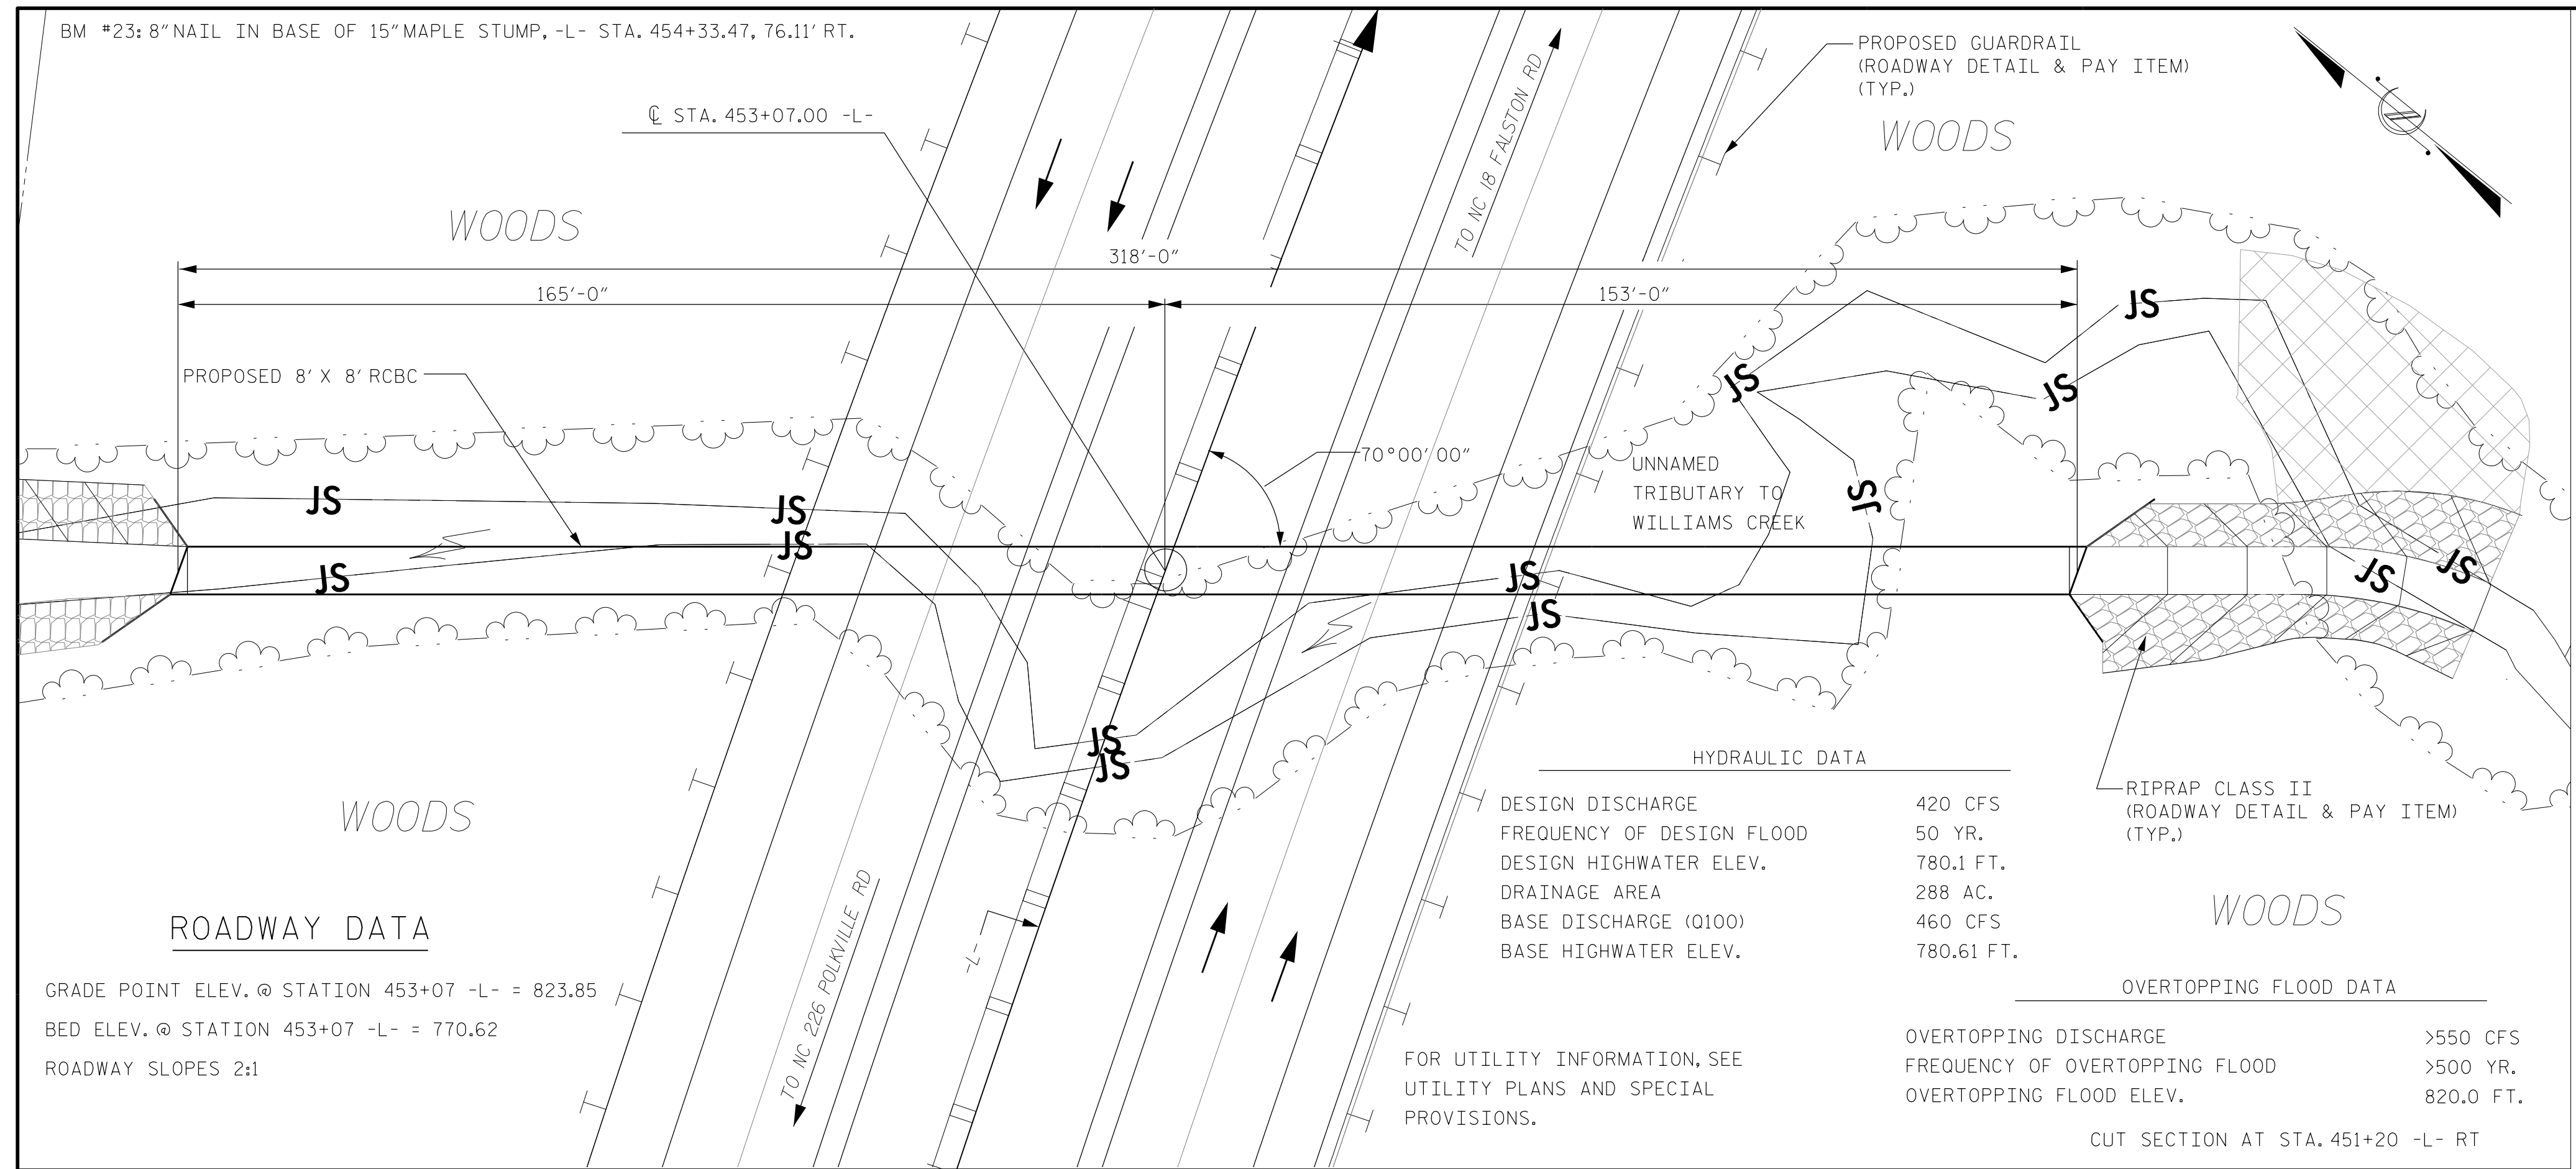 BM #23: 8" NAIL IN BASE OF 15" MAPLE STUMP, -L- STA. 454+33.47, 76.11' RT.
PROPOSED GUARDRAIL
(ROADWAY DETAIL & PAY ITEM)
(TYP.)
℄ STA. 453+07.00 -L-
TO NC 18 FALSTON RD
WOODS
WOODS
318'-0"
165'-0"
153'-0"
JS
PROPOSED 8' X 8' RCBC
JS
JS
70°00'00"
UNNAMED
TRIBUTARY TO
WILLIAMS CREEK
JS
JS
JS
JS
JS
JS
JS
JS
JS
JS
JS
JS
HYDRAULIC DATA
DESIGN DISCHARGE 420 CFS
FREQUENCY OF DESIGN FLOOD 50 YR.
DESIGN HIGHWATER ELEV. 780.1 FT.
DRAINAGE AREA 288 AC.
BASE DISCHARGE (Q100) 460 CFS
BASE HIGHWATER ELEV. 780.61 FT.
RIPRAP CLASS II
(ROADWAY DETAIL & PAY ITEM)
(TYP.)
WOODS
WOODS
TO NC 226 POLKVILLE RD
-L-
ROADWAY DATA
GRADE POINT ELEV. @ STATION 453+07 -L- = 823.85
BED ELEV. @ STATION 453+07 -L- = 770.62
ROADWAY SLOPES 2:1
FOR UTILITY INFORMATION, SEE
UTILITY PLANS AND SPECIAL
PROVISIONS.
OVERTOPPING FLOOD DATA
OVERTOPPING DISCHARGE >550 CFS
FREQUENCY OF OVERTOPPING FLOOD >500 YR.
OVERTOPPING FLOOD ELEV. 820.0 FT.
CUT SECTION AT STA. 451+20 -L- RT